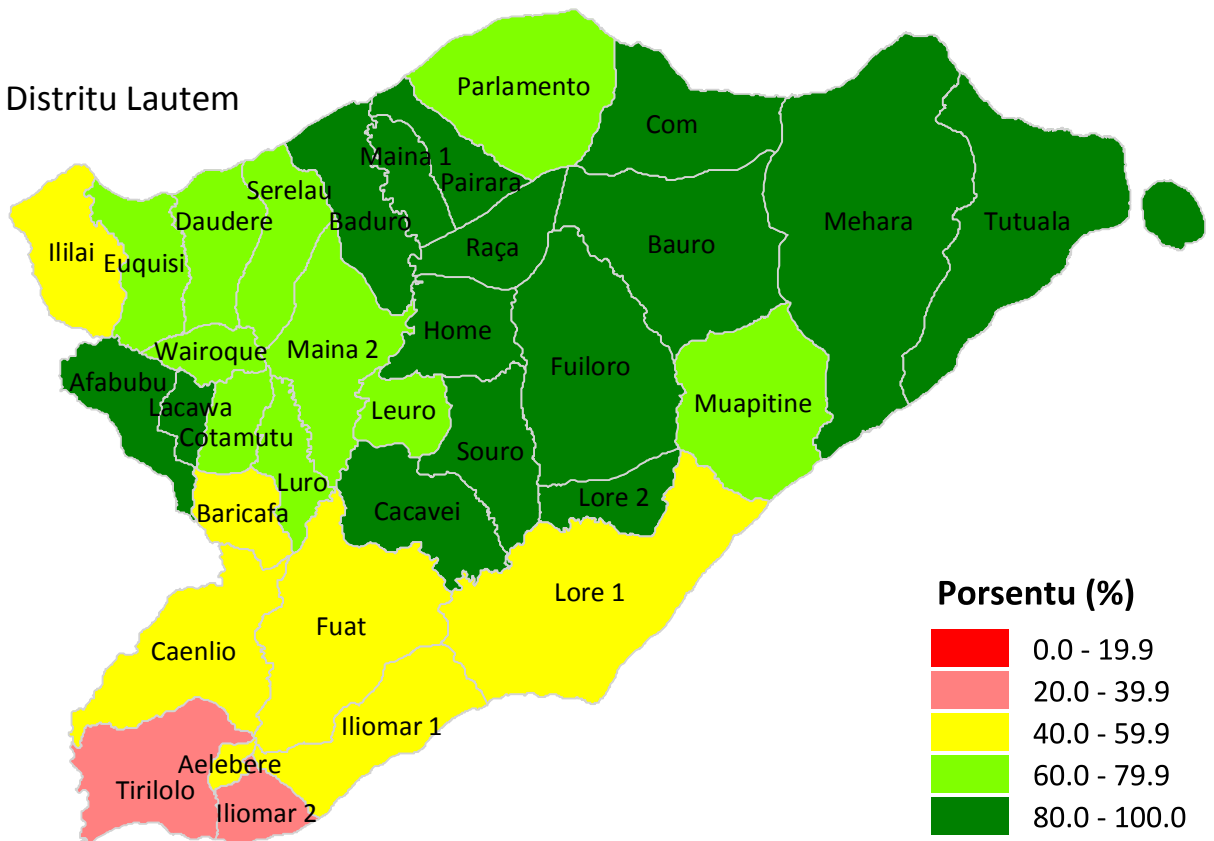 Distritu Lautem
Parlamento
Com
Maina 1
Pairara
Serelau
Daudere
Baduro
Mehara
Tutuala
Ililai
Euquisi
Raça
Bauro
Home
Wairoque
Maina 2
Fuiloro
Afabubu
Lacawa
Leuro
Muapitine
Cotamutu
Souro
Luro
Lore 2
Baricafa
Cacavei
Lore 1
Fuat
Caenlio
Iliomar 1
Aelebere
Tirilolo
Iliomar 2
Porsentu (%)
0.0 - 19.9
20.0 - 39.9
40.0 - 59.9
60.0 - 79.9
80.0 - 100.0